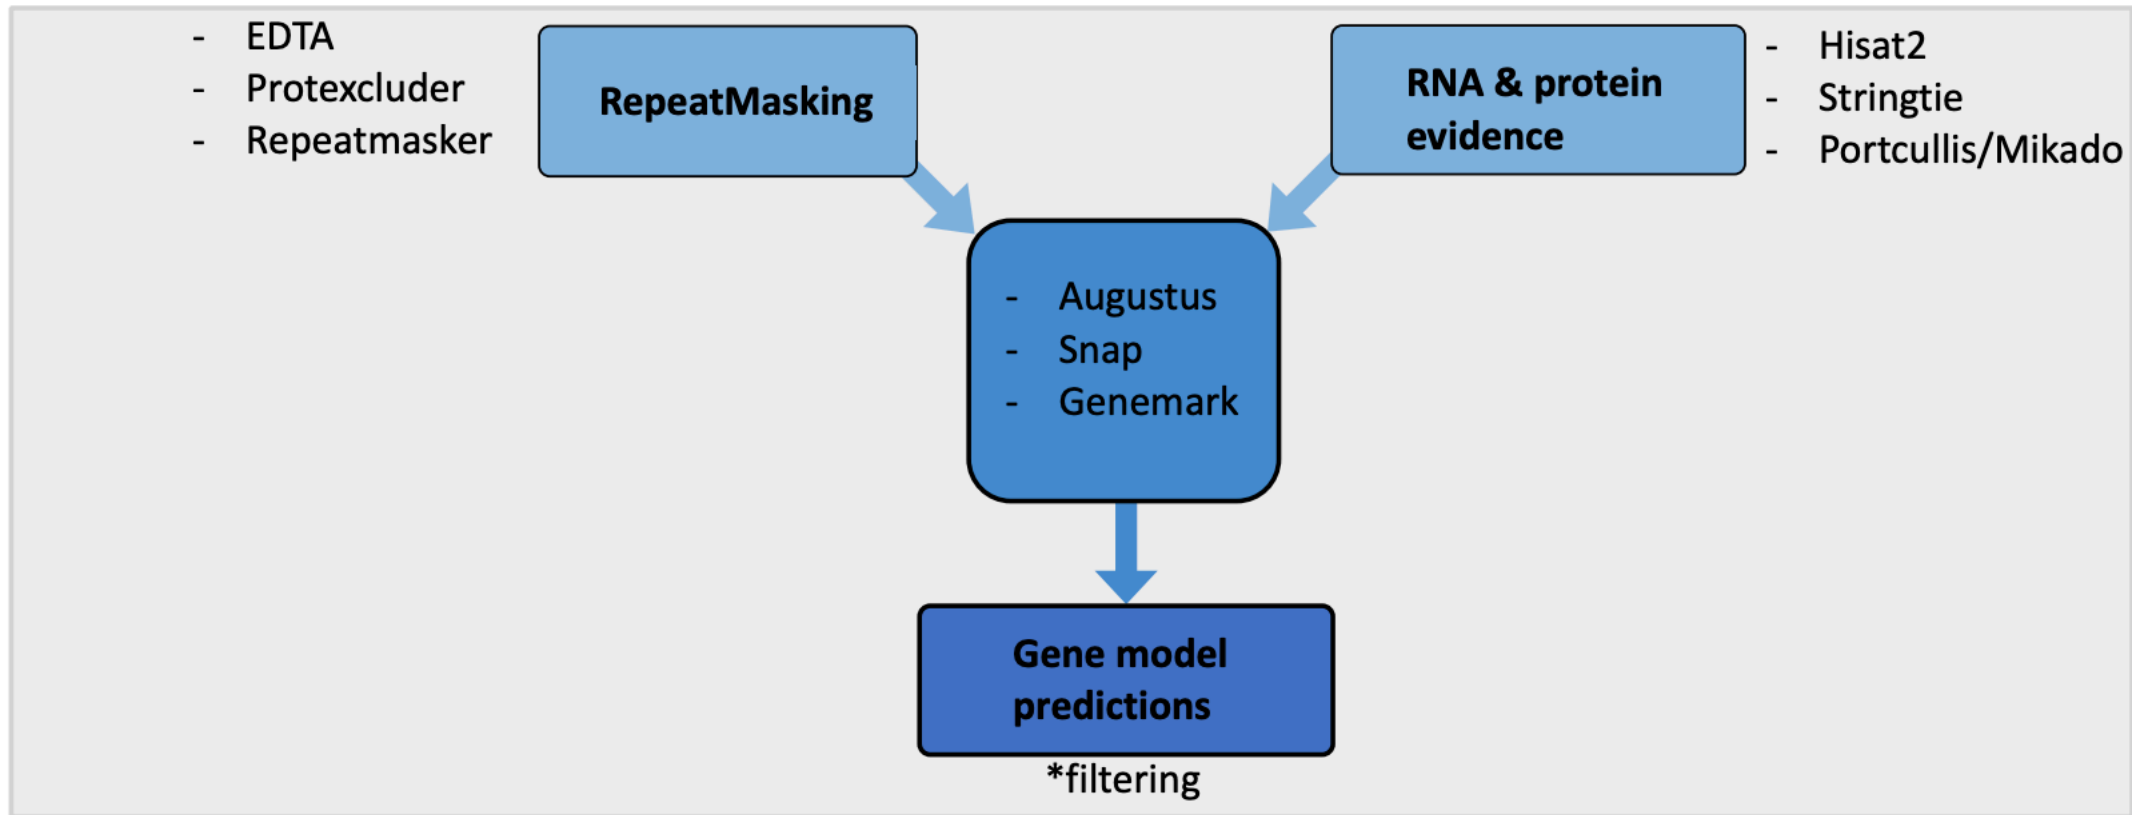 - EDTA
- Protexcluder
- Repeatmasker
RepeatMasking
RNA & protein
evidence
- Hisat2
- Stringtie
- Portcullis/Mikado
- Augustus
- Snap
- Genemark
Gene model
predictions
*filtering